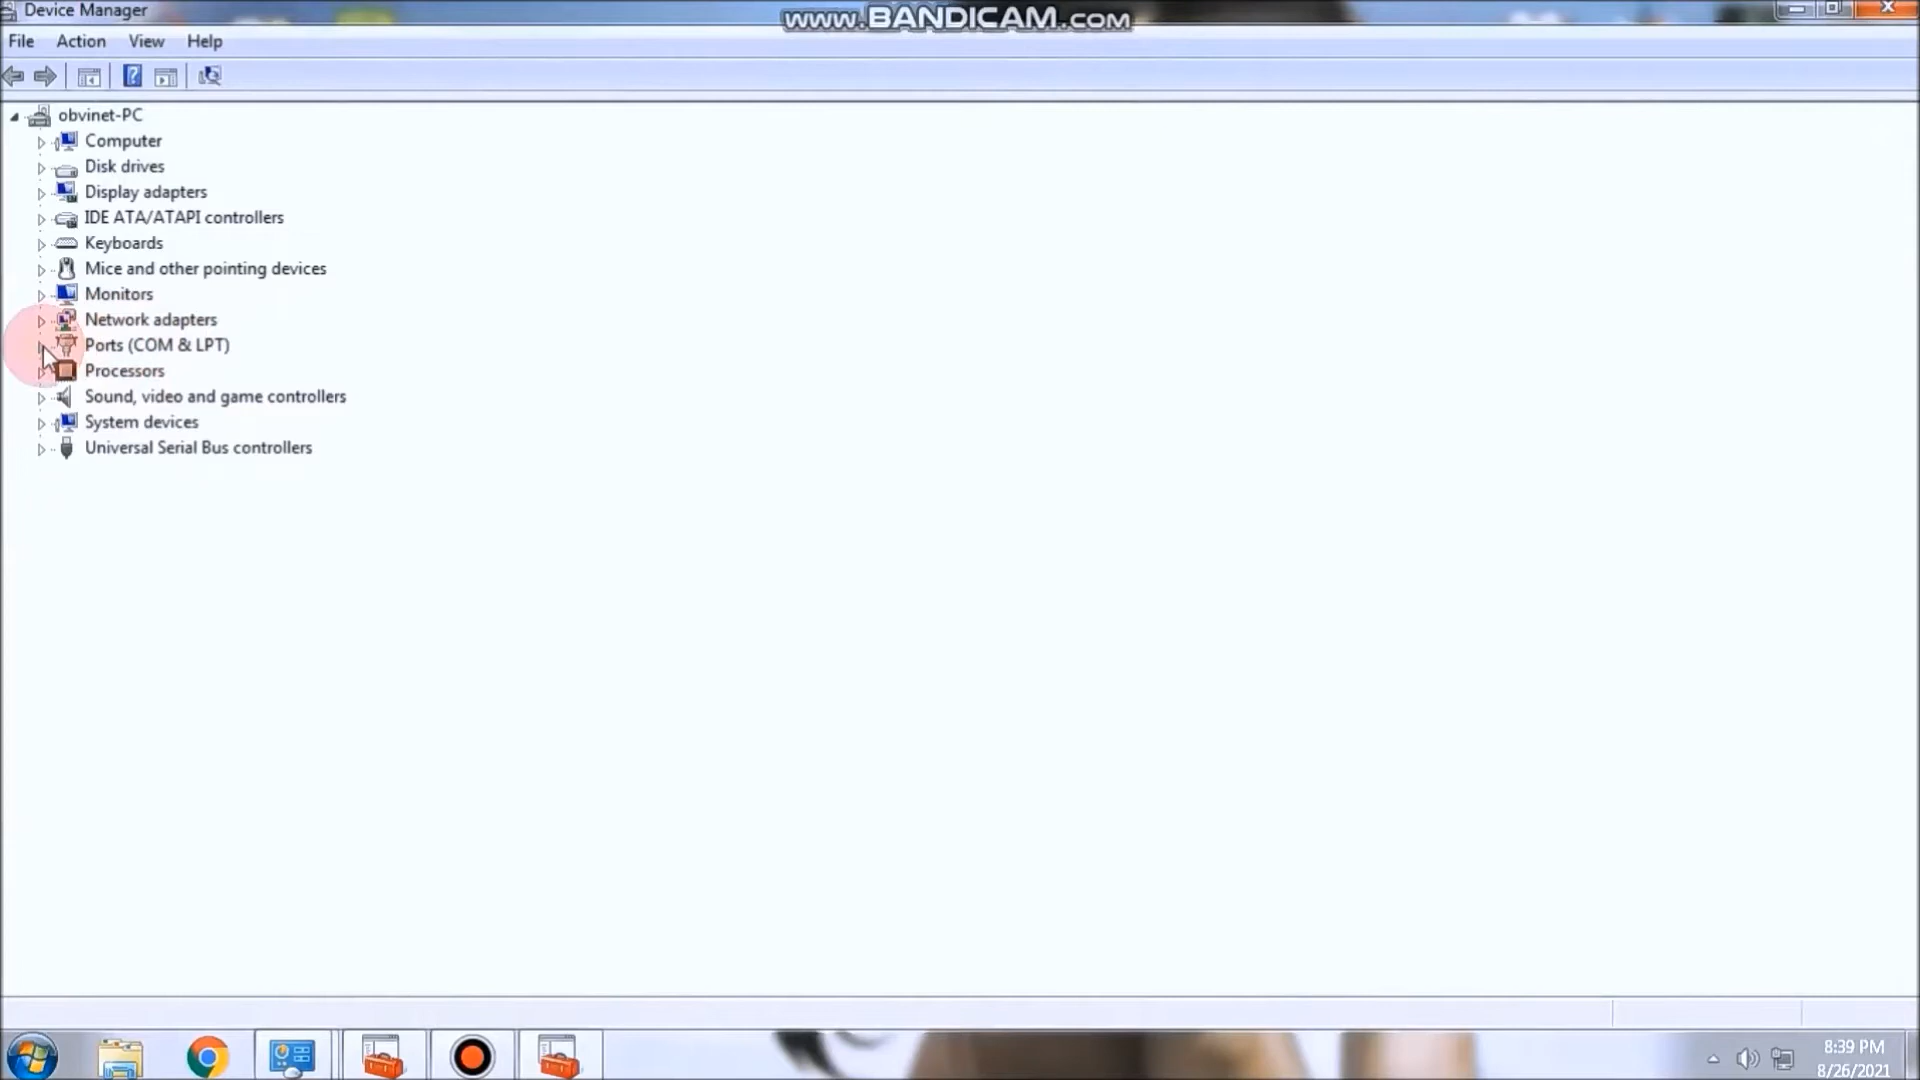 Device Manager
www.BANDICAM.com
File Action View Help
obvinet-PC
Computer
Disk drives
Display adapters
IDE ATA/ATAPI controllers
Keyboards
Mice and other pointing devices
Monitors
Network adapters
Ports (COM & LPT)
Processors
Sound, video and game controllers
System devices
Universal Serial Bus controllers
8:39 PM
8/26/2021